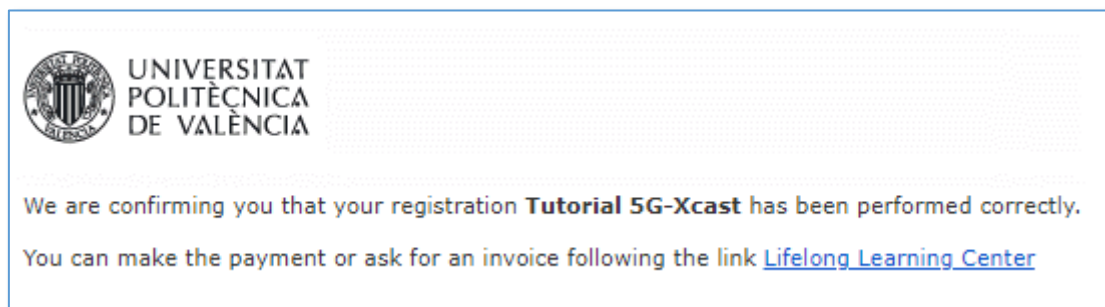 UNIVERSITAT
POLITÈCNICA
DE VALÈNCIA
We are confirming you that your registration Tutorial 5G-Xcast has been performed correctly.
You can make the payment or ask for an invoice following the link Lifelong Learning Center